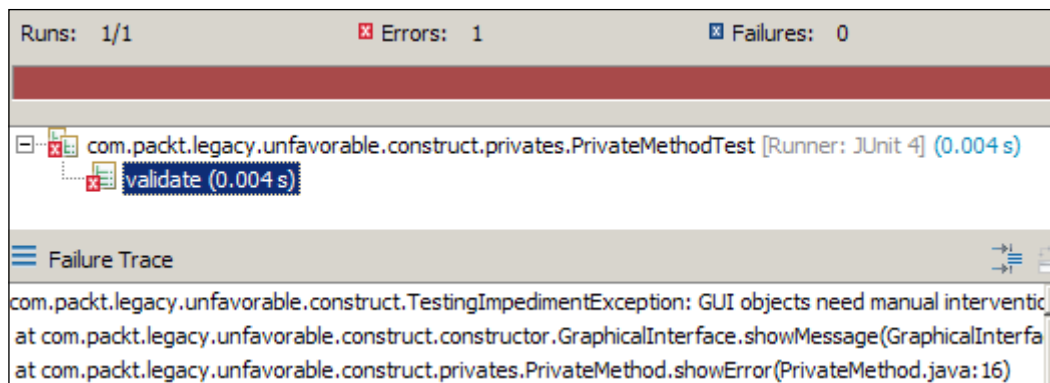 Runs: 1/1 Errors: 1 Failures: 0
com.packt.legacy.unfavorable.construct.privates.PrivateMethodTest [Runner: JUnit 4] (0.004 s)
validate (0.004 s)
Failure Trace
com.packt.legacy.unfavorable.construct.TestingImpedimentException: GUI objects need manual interventic
at com.packt.legacy.unfavorable.construct.constructor.GraphicalInterface.showMessage(GraphicalInterfa
at com.packt.legacy.unfavorable.construct.privates.PrivateMethod.showError(PrivateMethod.java:16)